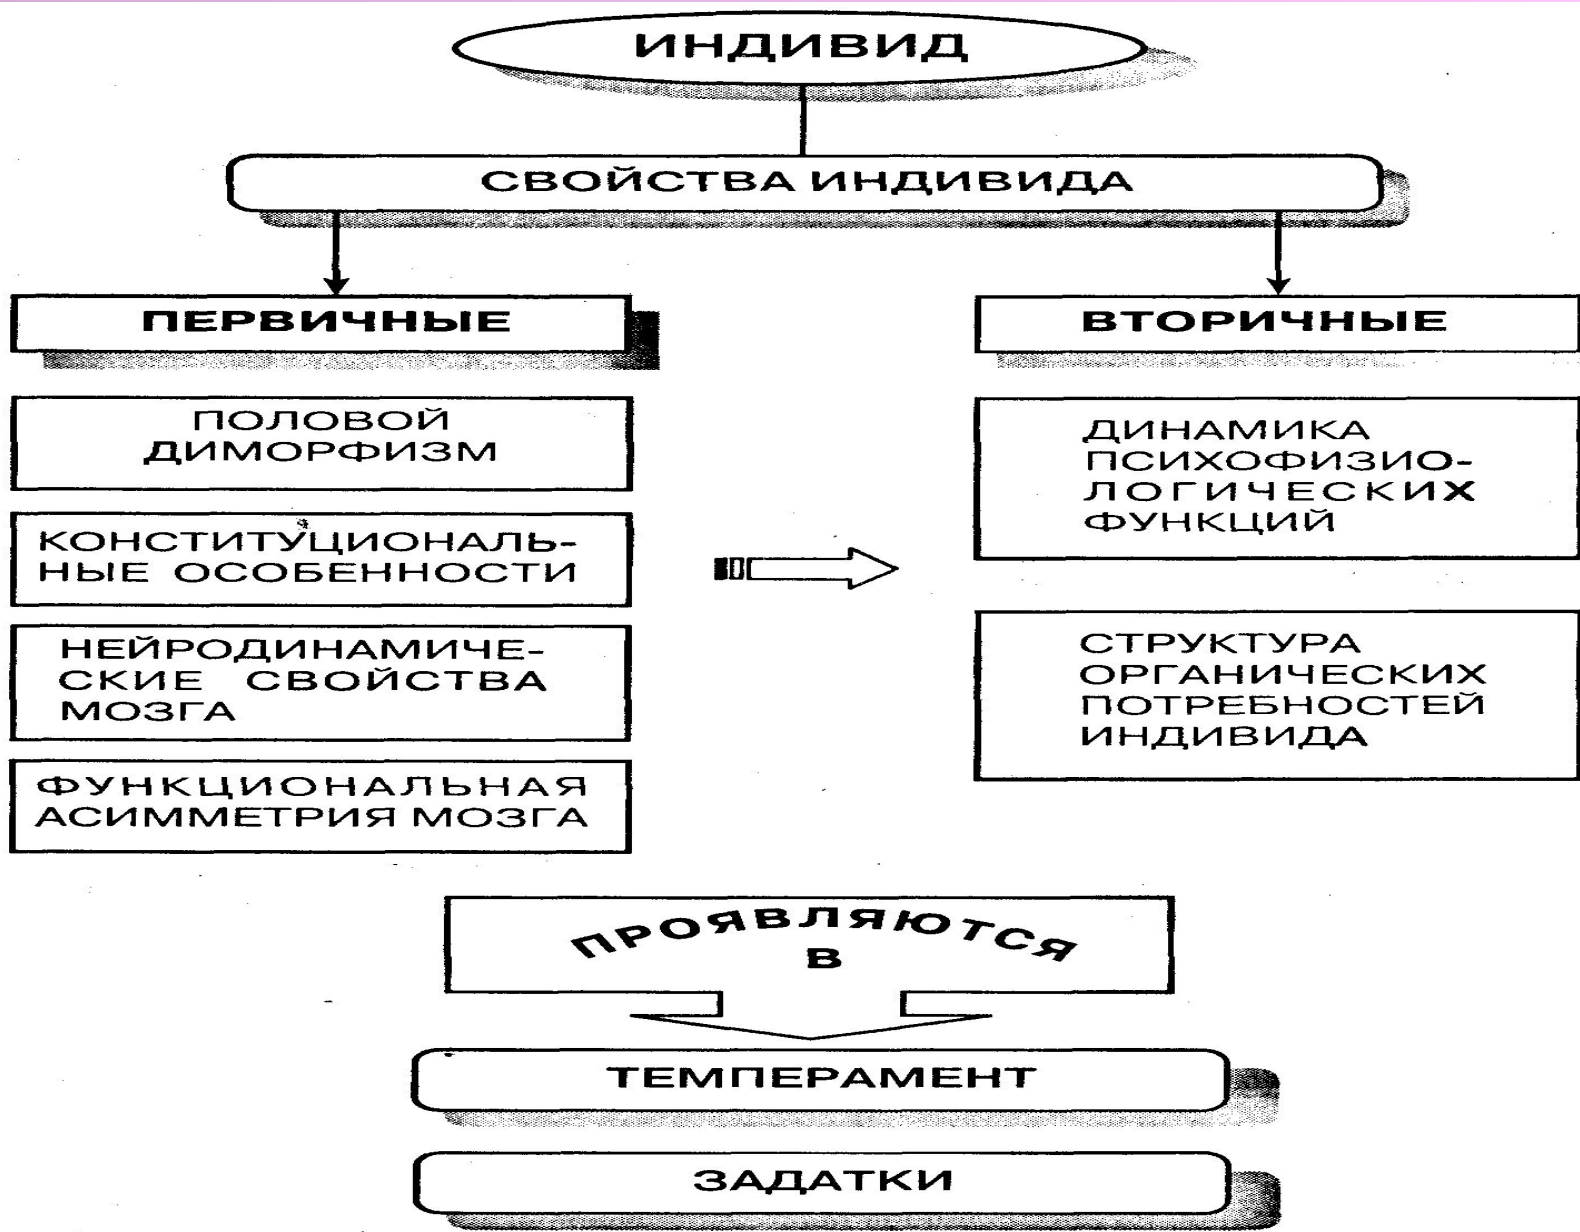 ИНДИВИД
СВОЙСТВА ИНДИВИДА
ПЕРВИЧНЫЕ
ПОЛОВОЙ
ДИМОРФИЗМ
КОНСТИТУЦИОНАЛЬ-
НЫЕ ОСОБЕННОСТИ
НЕЙРОДИНАМИЧЕ-
СКИЕ СВОЙСТВА
МОЗГА
ФУНКЦИОНАЛЬНАЯ
АСИММЕТРИЯ МОЗГА
ВТОРИЧНЫЕ
ДИНАМИКА
ПСИХОФИЗИО-
ЛОГИЧЕСКИХ
ФУНКЦИЙ
СТРУКТУРА
ОРГАНИЧЕСКИХ
ПОТРЕБНОСТЕЙ
ИНДИВИДА
ПРОЯВЛЯЮТСЯ
В
ТЕМПЕРАМЕНТ
ЗАДАТКИ